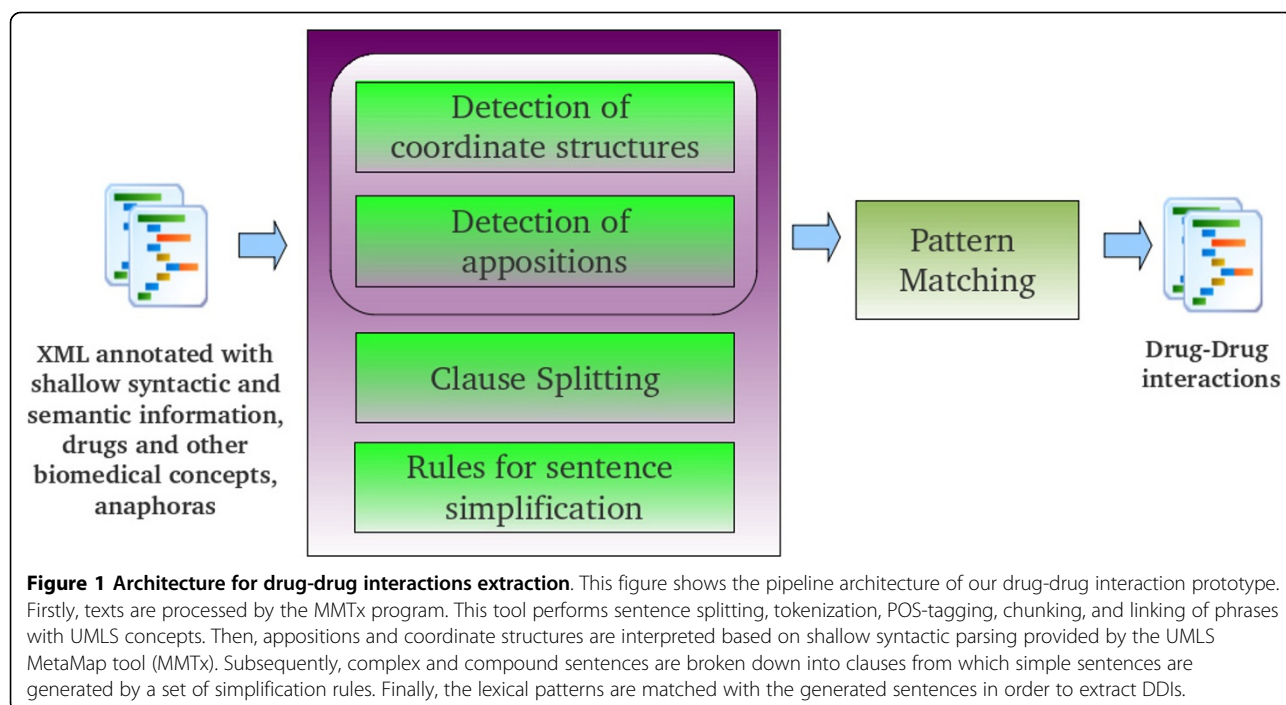 Detection of
coordinate structures
Detection of
appositions
Clause Splitting
Rules for sentence
simplification
XML annotated with
shallow syntactic and
semantic information,
drugs and other
biomedical concepts,
anaphoras
Pattern
Matching
Drug-Drug
interactions
Figure 1 Architecture for drug-drug interactions extraction. This figure shows the pipeline architecture of our drug-drug interaction prototype.
Firstly, texts are processed by the MMTx program. This tool performs sentence splitting, tokenization, POS-tagging, chunking, and linking of phrases
with UMLS concepts. Then, appositions and coordinate structures are interpreted based on shallow syntactic parsing provided by the UMLS
MetaMap tool (MMTx). Subsequently, complex and compound sentences are broken down into clauses from which simple sentences are
generated by a set of simplification rules. Finally, the lexical patterns are matched with the generated sentences in order to extract DDIs.